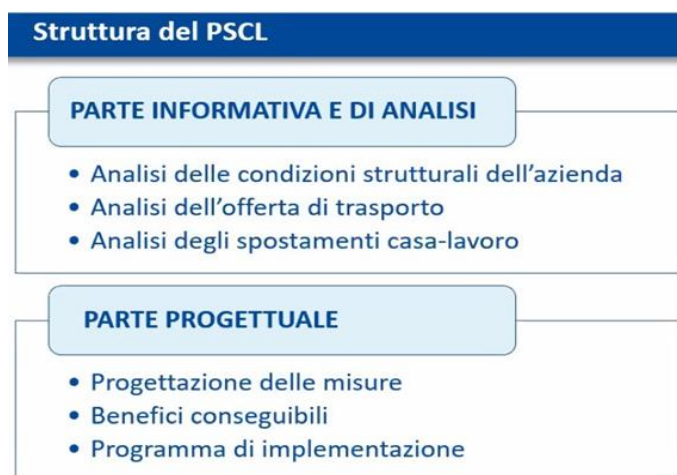 Struttura del PSCL
PARTE INFORMATIVA E DI ANALISI
• Analisi delle condizioni strutturali dell'azienda
• Analisi dell'offerta di trasporto
• Analisi degli spostamenti casa-lavoro
PARTE PROGETTUALE
• Progettazione delle misure
• Benefici conseguibili
• Programma di implementazione